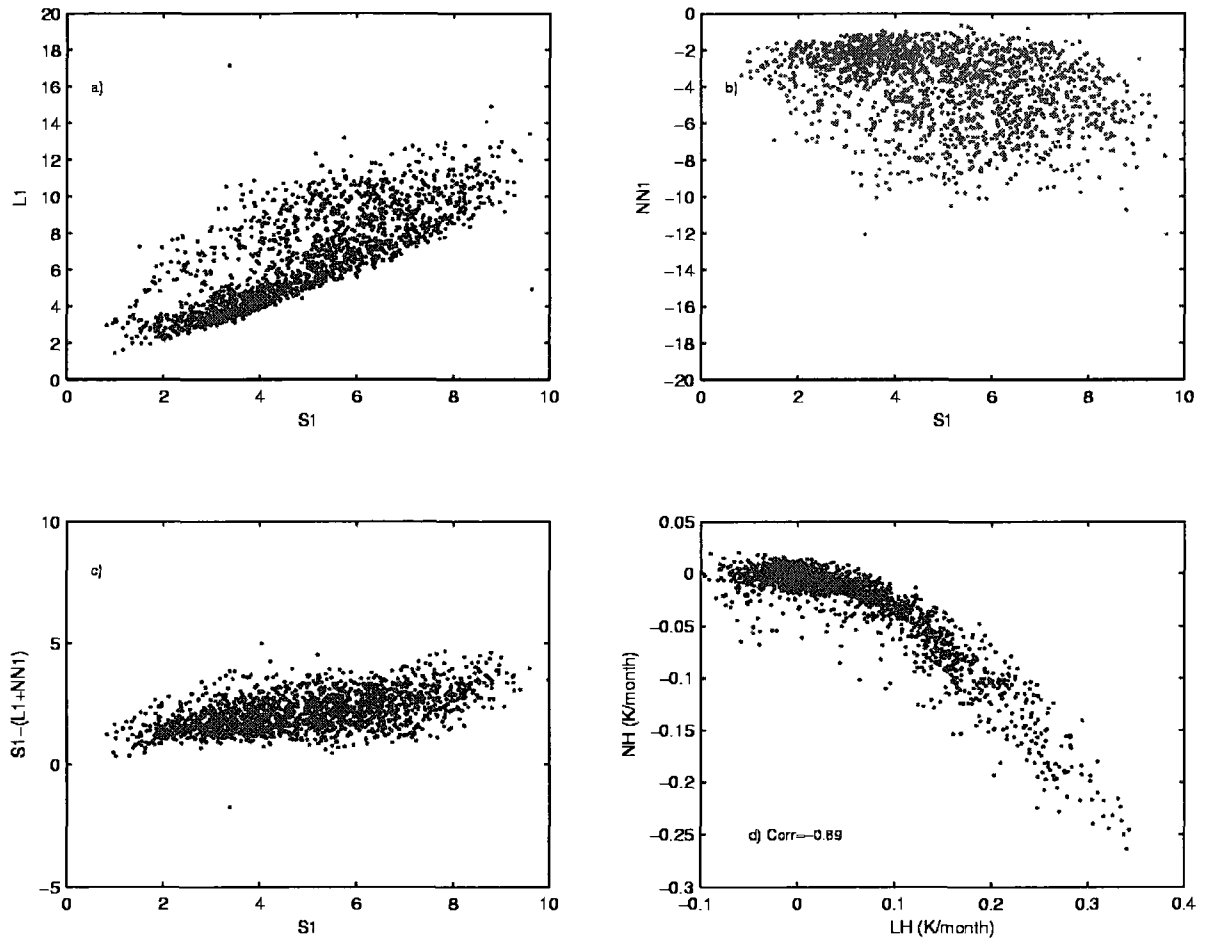 20
18
16
14
12
10
8
6
4
2
0
L1
a)
0 2 4 6 8 10
S1
0
−2
−4
−6
−8
−10
−12
−14
−16
−18
−20
NN1
b)
0 2 4 6 8 10
S1
10
5
0
−5
S1−(L1+NN1)
c)
0 2 4 6 8 10
S1
0.05
0
−0.05
−0.1
−0.15
−0.2
−0.25
−0.3
NH (K/month)
d) Corr=−0.89
−0.1 0 0.1 0.2 0.3 0.4
LH (K/month)